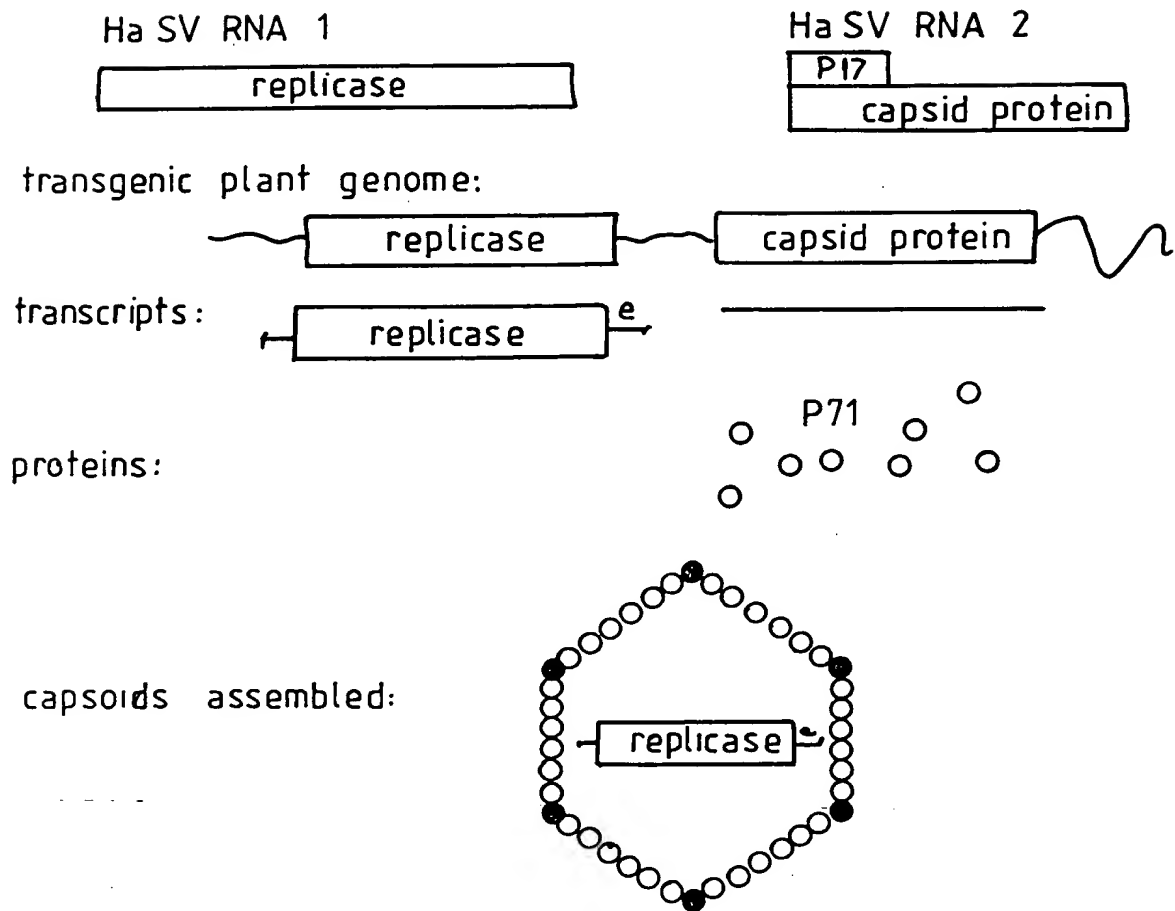 Ha SV RNA 1
replicase
Ha SV RNA 2
P17
capsid protein
transgenic plant genome:
replicase
capsid protein
transcripts:
replicase
e
P71
proteins:
capsoids assembled:
replicase
e